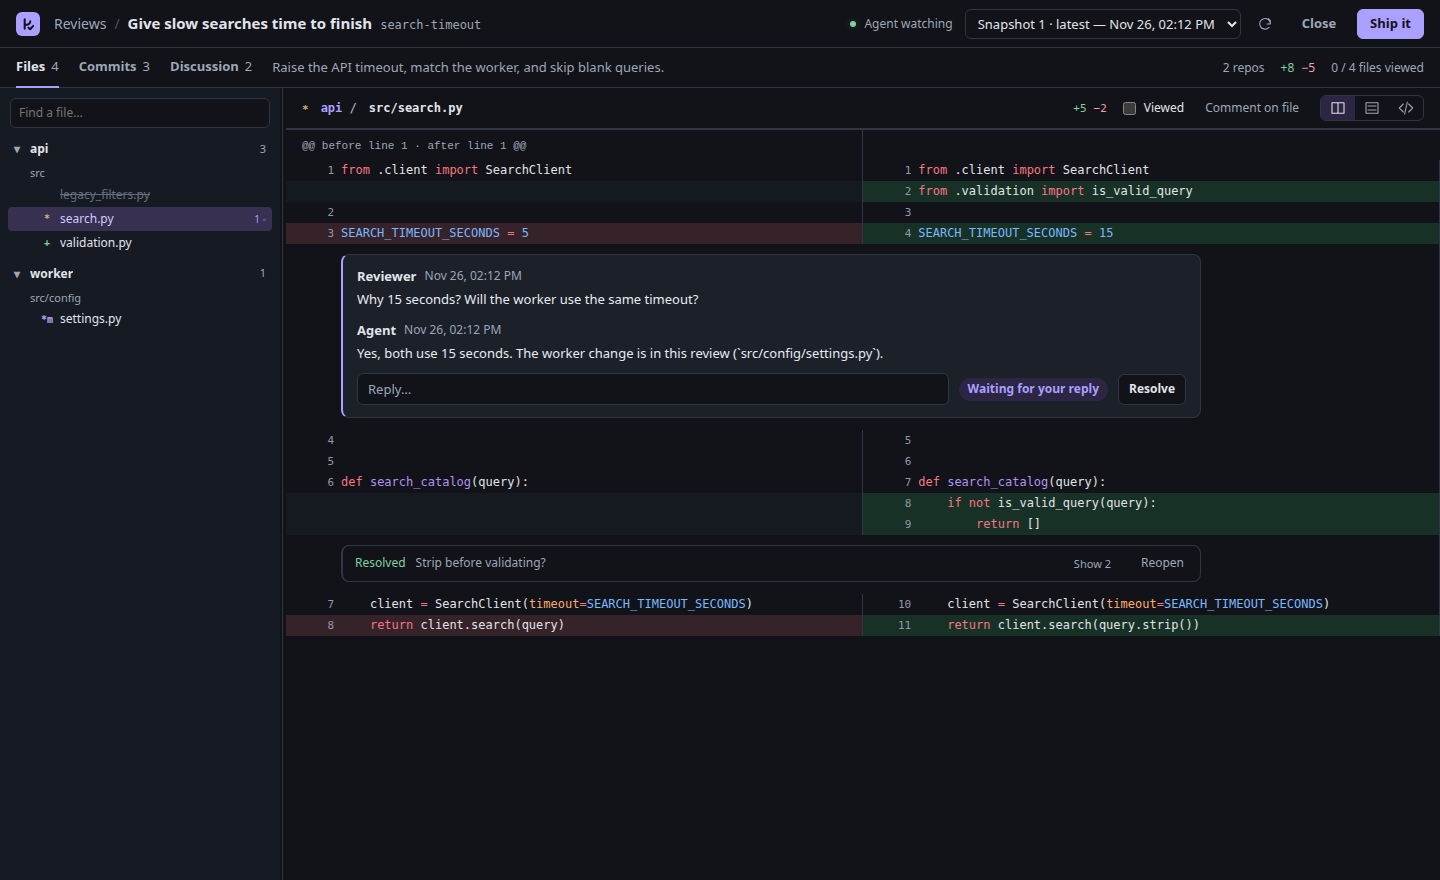 Reviews / Give slow searches time to finish search-timeout
Agent watching
Snapshot 1 · latest — Nov 26, 02:12 PM
Close
Ship it
Files 4
Commits 3
Discussion 2
Raise the API timeout, match the worker, and skip blank queries.
2 repos +8 −5 0 / 4 files viewed
Find a file...
▼ api 3
src
legacy_filters.py
* search.py 1
+ validation.py
▼ worker 1
src/config
*m settings.py
* api / src/search.py
+5 −2 Viewed Comment on file
@@ before line 1 · after line 1 @@
1 from .client import SearchClient
1 from .client import SearchClient
2 from .validation import is_valid_query
2
3
3 SEARCH_TIMEOUT_SECONDS = 5
4 SEARCH_TIMEOUT_SECONDS = 15
Reviewer Nov 26, 02:12 PM
Why 15 seconds? Will the worker use the same timeout?
Agent Nov 26, 02:12 PM
Yes, both use 15 seconds. The worker change is in this review (`src/config/settings.py`).
Reply...
Waiting for your reply
Resolve
4
5
5
6
6 def search_catalog(query):
7 def search_catalog(query):
8 if not is_valid_query(query):
9 return []
Resolved Strip before validating?
Show 2
Reopen
7 client = SearchClient(timeout=SEARCH_TIMEOUT_SECONDS)
10 client = SearchClient(timeout=SEARCH_TIMEOUT_SECONDS)
8 return client.search(query)
11 return client.search(query.strip())